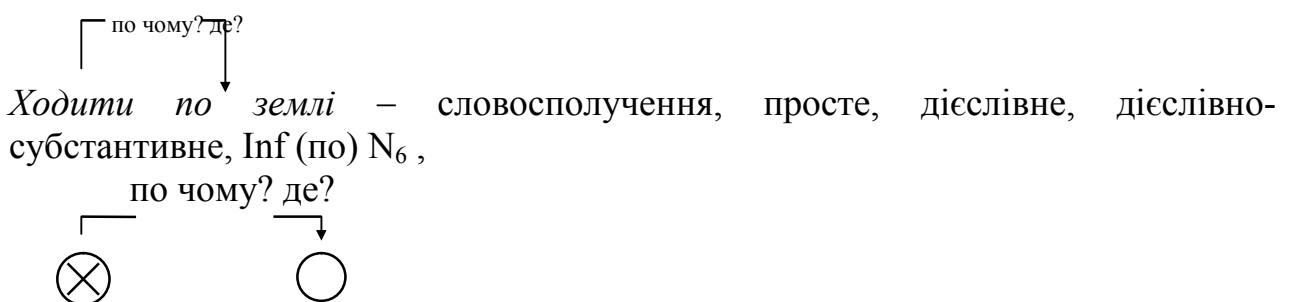 по чому? де?
Ходити по землі – словосполучення, просте, дієслівне, дієслівно-
субстантивне, Inf (по) N₆ ,
по чому? де?